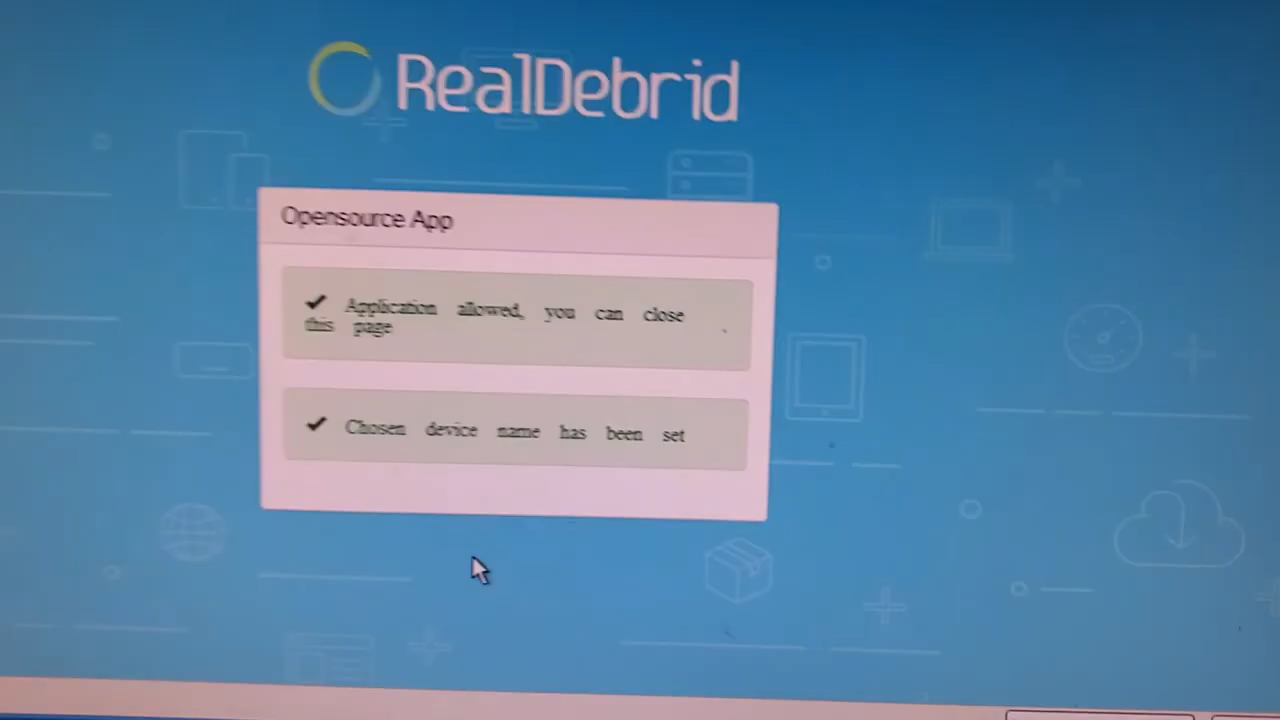 RealDebrid
Opensource App
✔ Application allowed, you can close
this page
✔ Chosen device name has been set